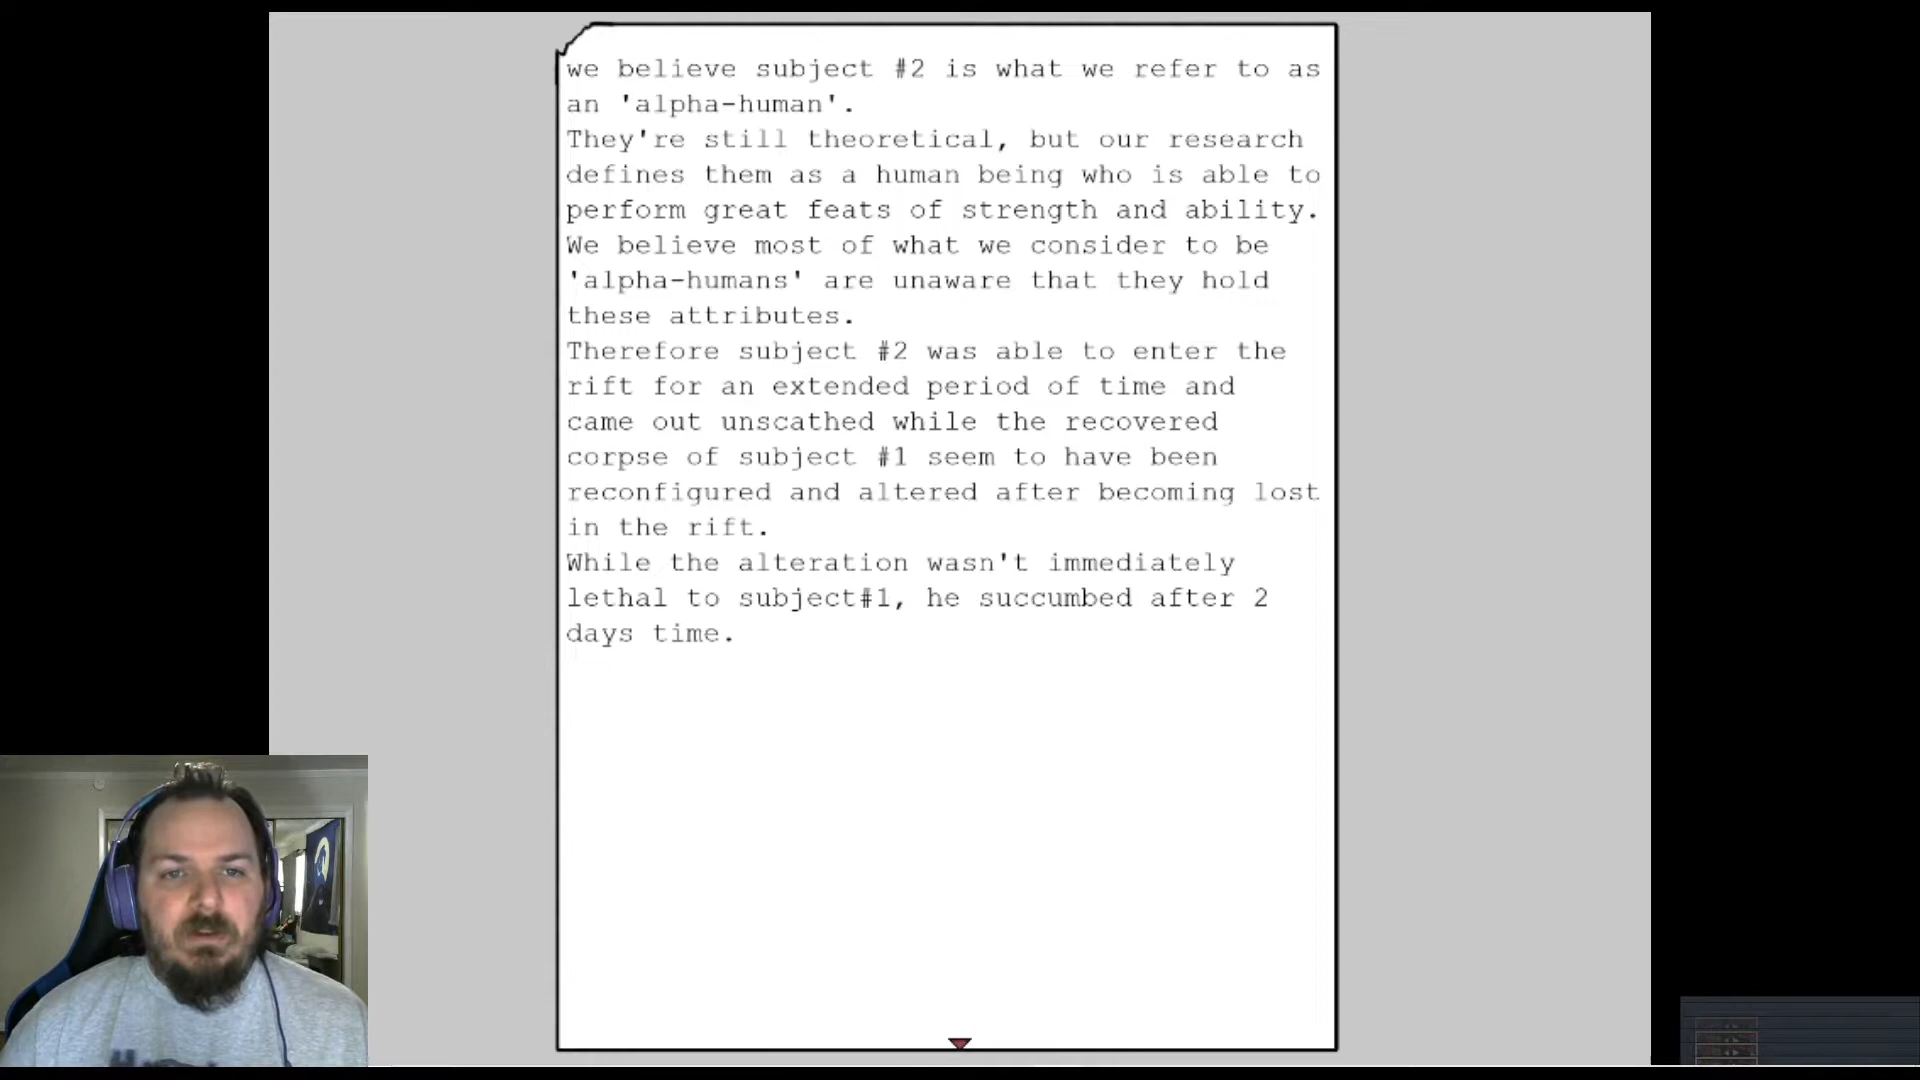 we believe subject #2 is what we refer to as
an 'alpha-human'.
They're still theoretical, but our research
defines them as a human being who is able to
perform great feats of strength and ability.
We believe most of what we consider to be
'alpha-humans' are unaware that they hold
these attributes.
Therefore subject #2 was able to enter the
rift for an extended period of time and
came out unscathed while the recovered
corpse of subject #1 seem to have been
reconfigured and altered after becoming lost
in the rift.
While the alteration wasn't immediately
lethal to subject#1, he succumbed after 2
days time.